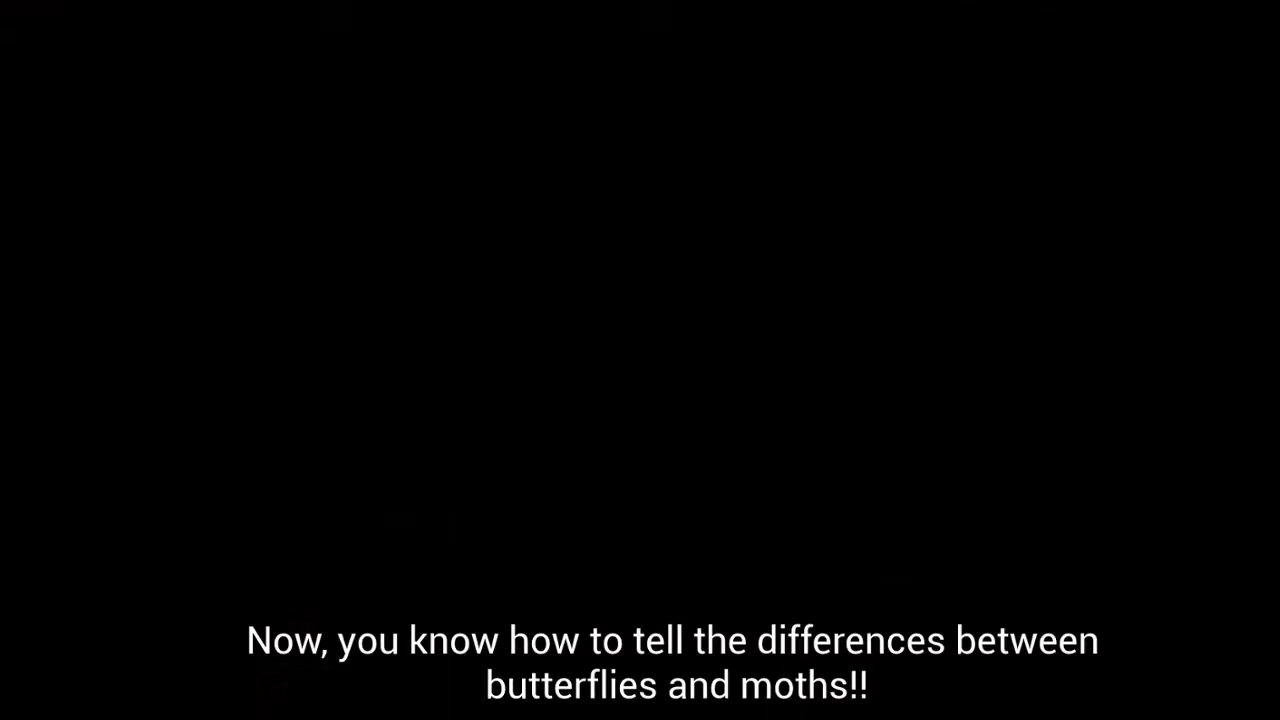 Now, you know how to tell the differences between
butterflies and moths!!